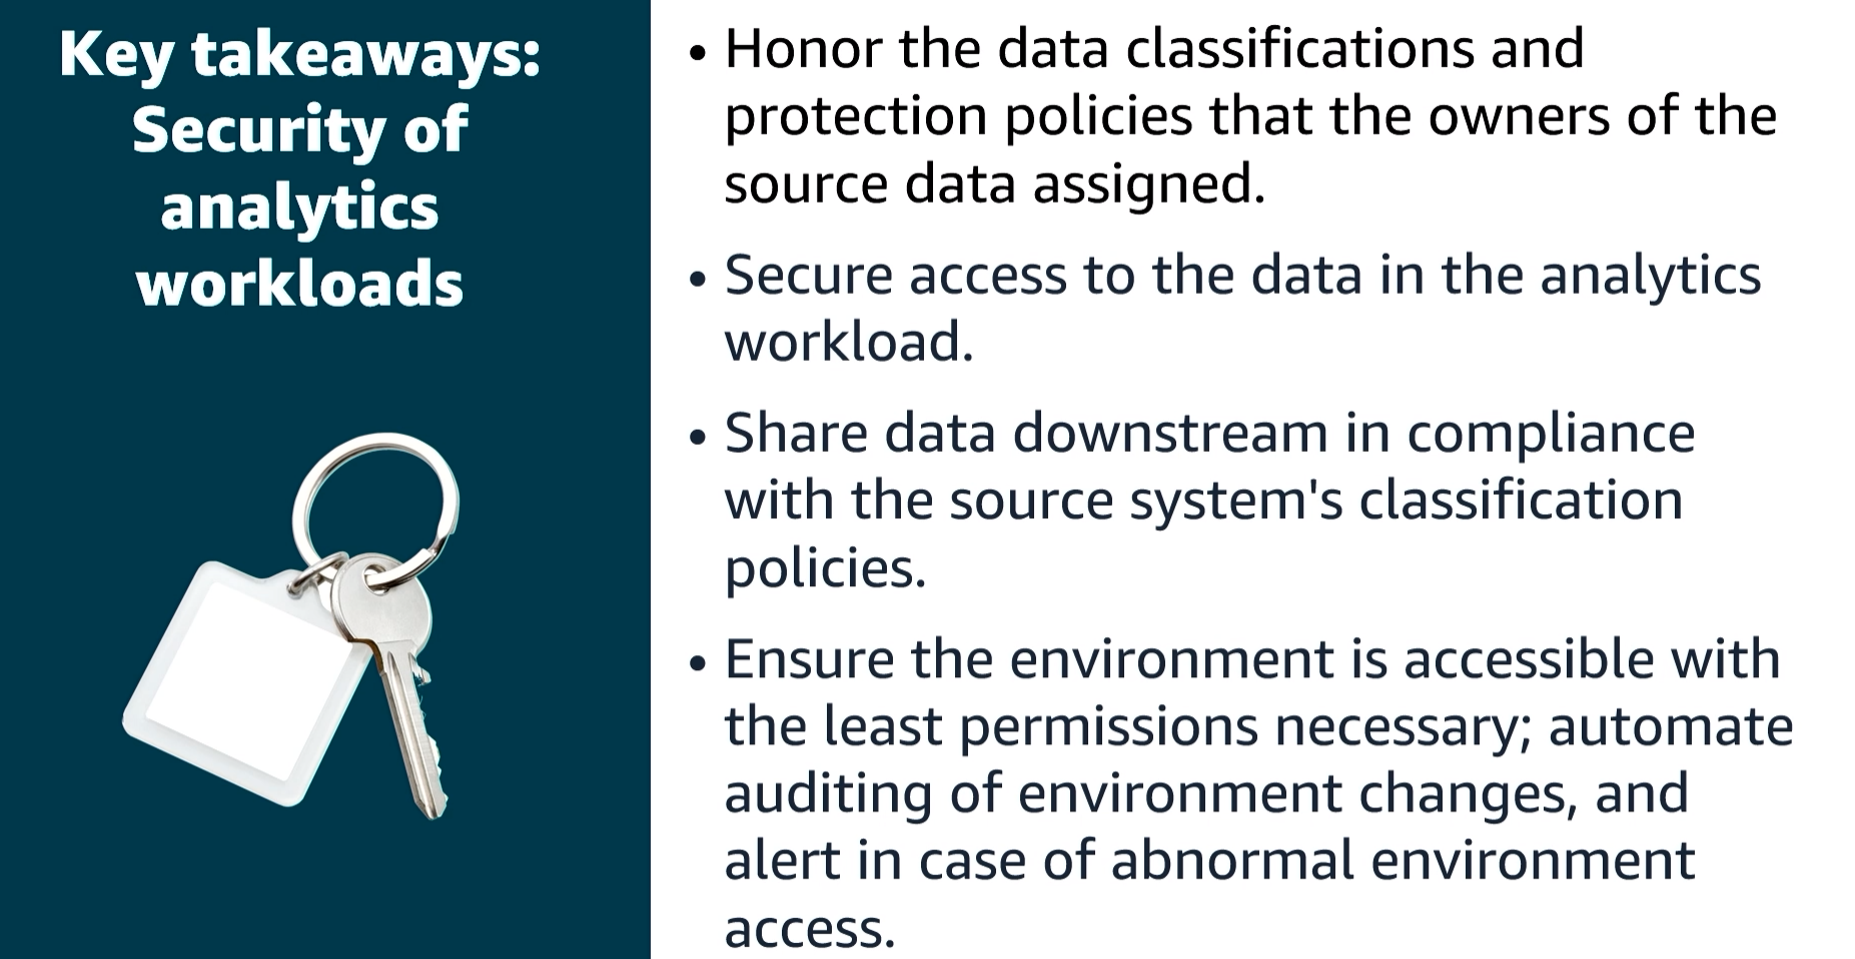 Key takeaways:
Security of
analytics
workloads
• Honor the data classifications and
protection policies that the owners of the
source data assigned.
• Secure access to the data in the analytics
workload.
• Share data downstream in compliance
with the source system's classification
policies.
• Ensure the environment is accessible with
the least permissions necessary; automate
auditing of environment changes, and
alert in case of abnormal environment
access.